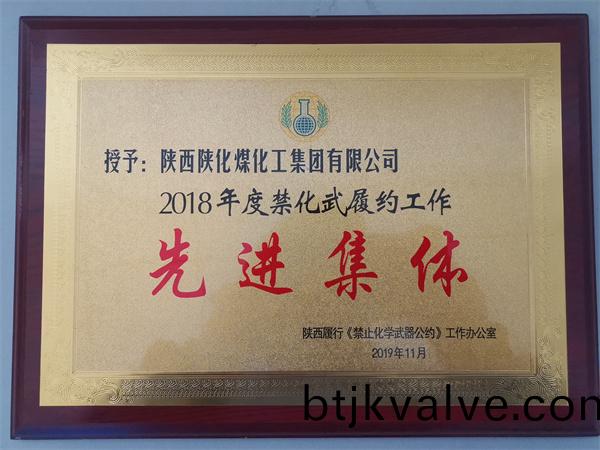 授予：陕西陕化煤化工集团有限公司
2018年度禁化武履约工作
先进集体
陕西履行《禁止化学武器公约》工作办公室
2019年11月
btjkvalve.com